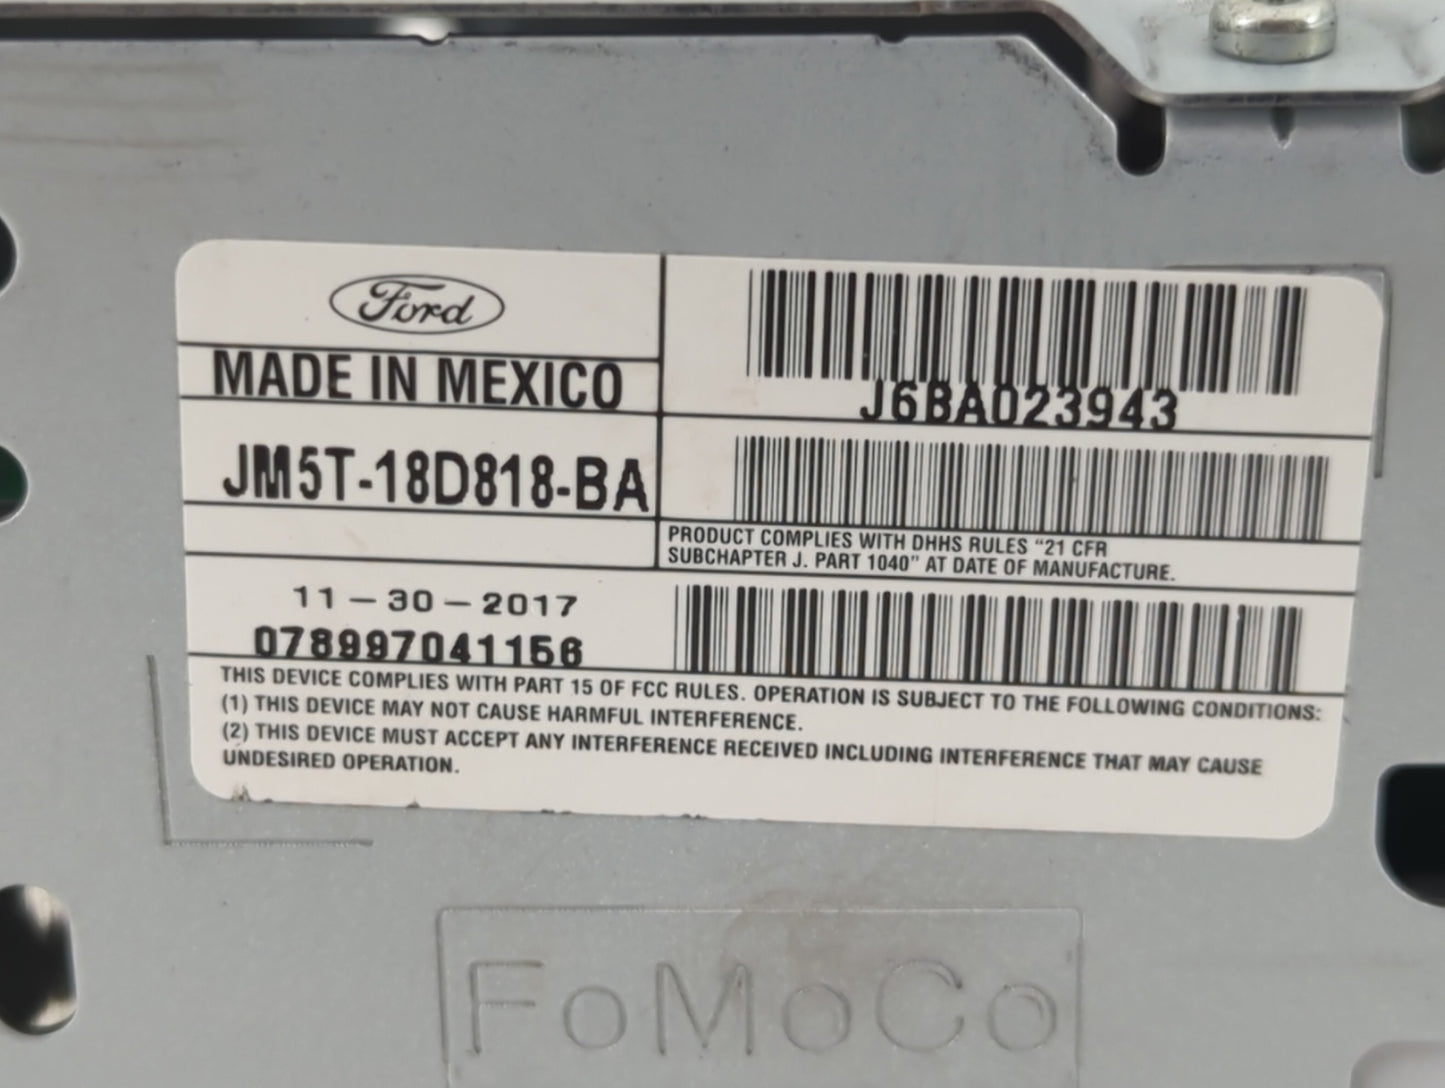 Ford
MADE IN MEXICO
J6BA023943
JM5T-18D818-BA
PRODUCT COMPLIES WITH DHHS RULES "21 CFR
SUBCHAPTER J. PART 1040" AT DATE OF MANUFACTURE.
11-30-2017
078997041156
THIS DEVICE COMPLIES WITH PART 15 OF FCC RULES. OPERATION IS SUBJECT TO THE FOLLOWING CONDITIONS:
(1) THIS DEVICE MAY NOT CAUSE HARMFUL INTERFERENCE.
(2) THIS DEVICE MUST ACCEPT ANY INTERFERENCE RECEIVED INCLUDING INTERFERENCE THAT MAY CAUSE
UNDESIRED OPERATION.
FoMoCo